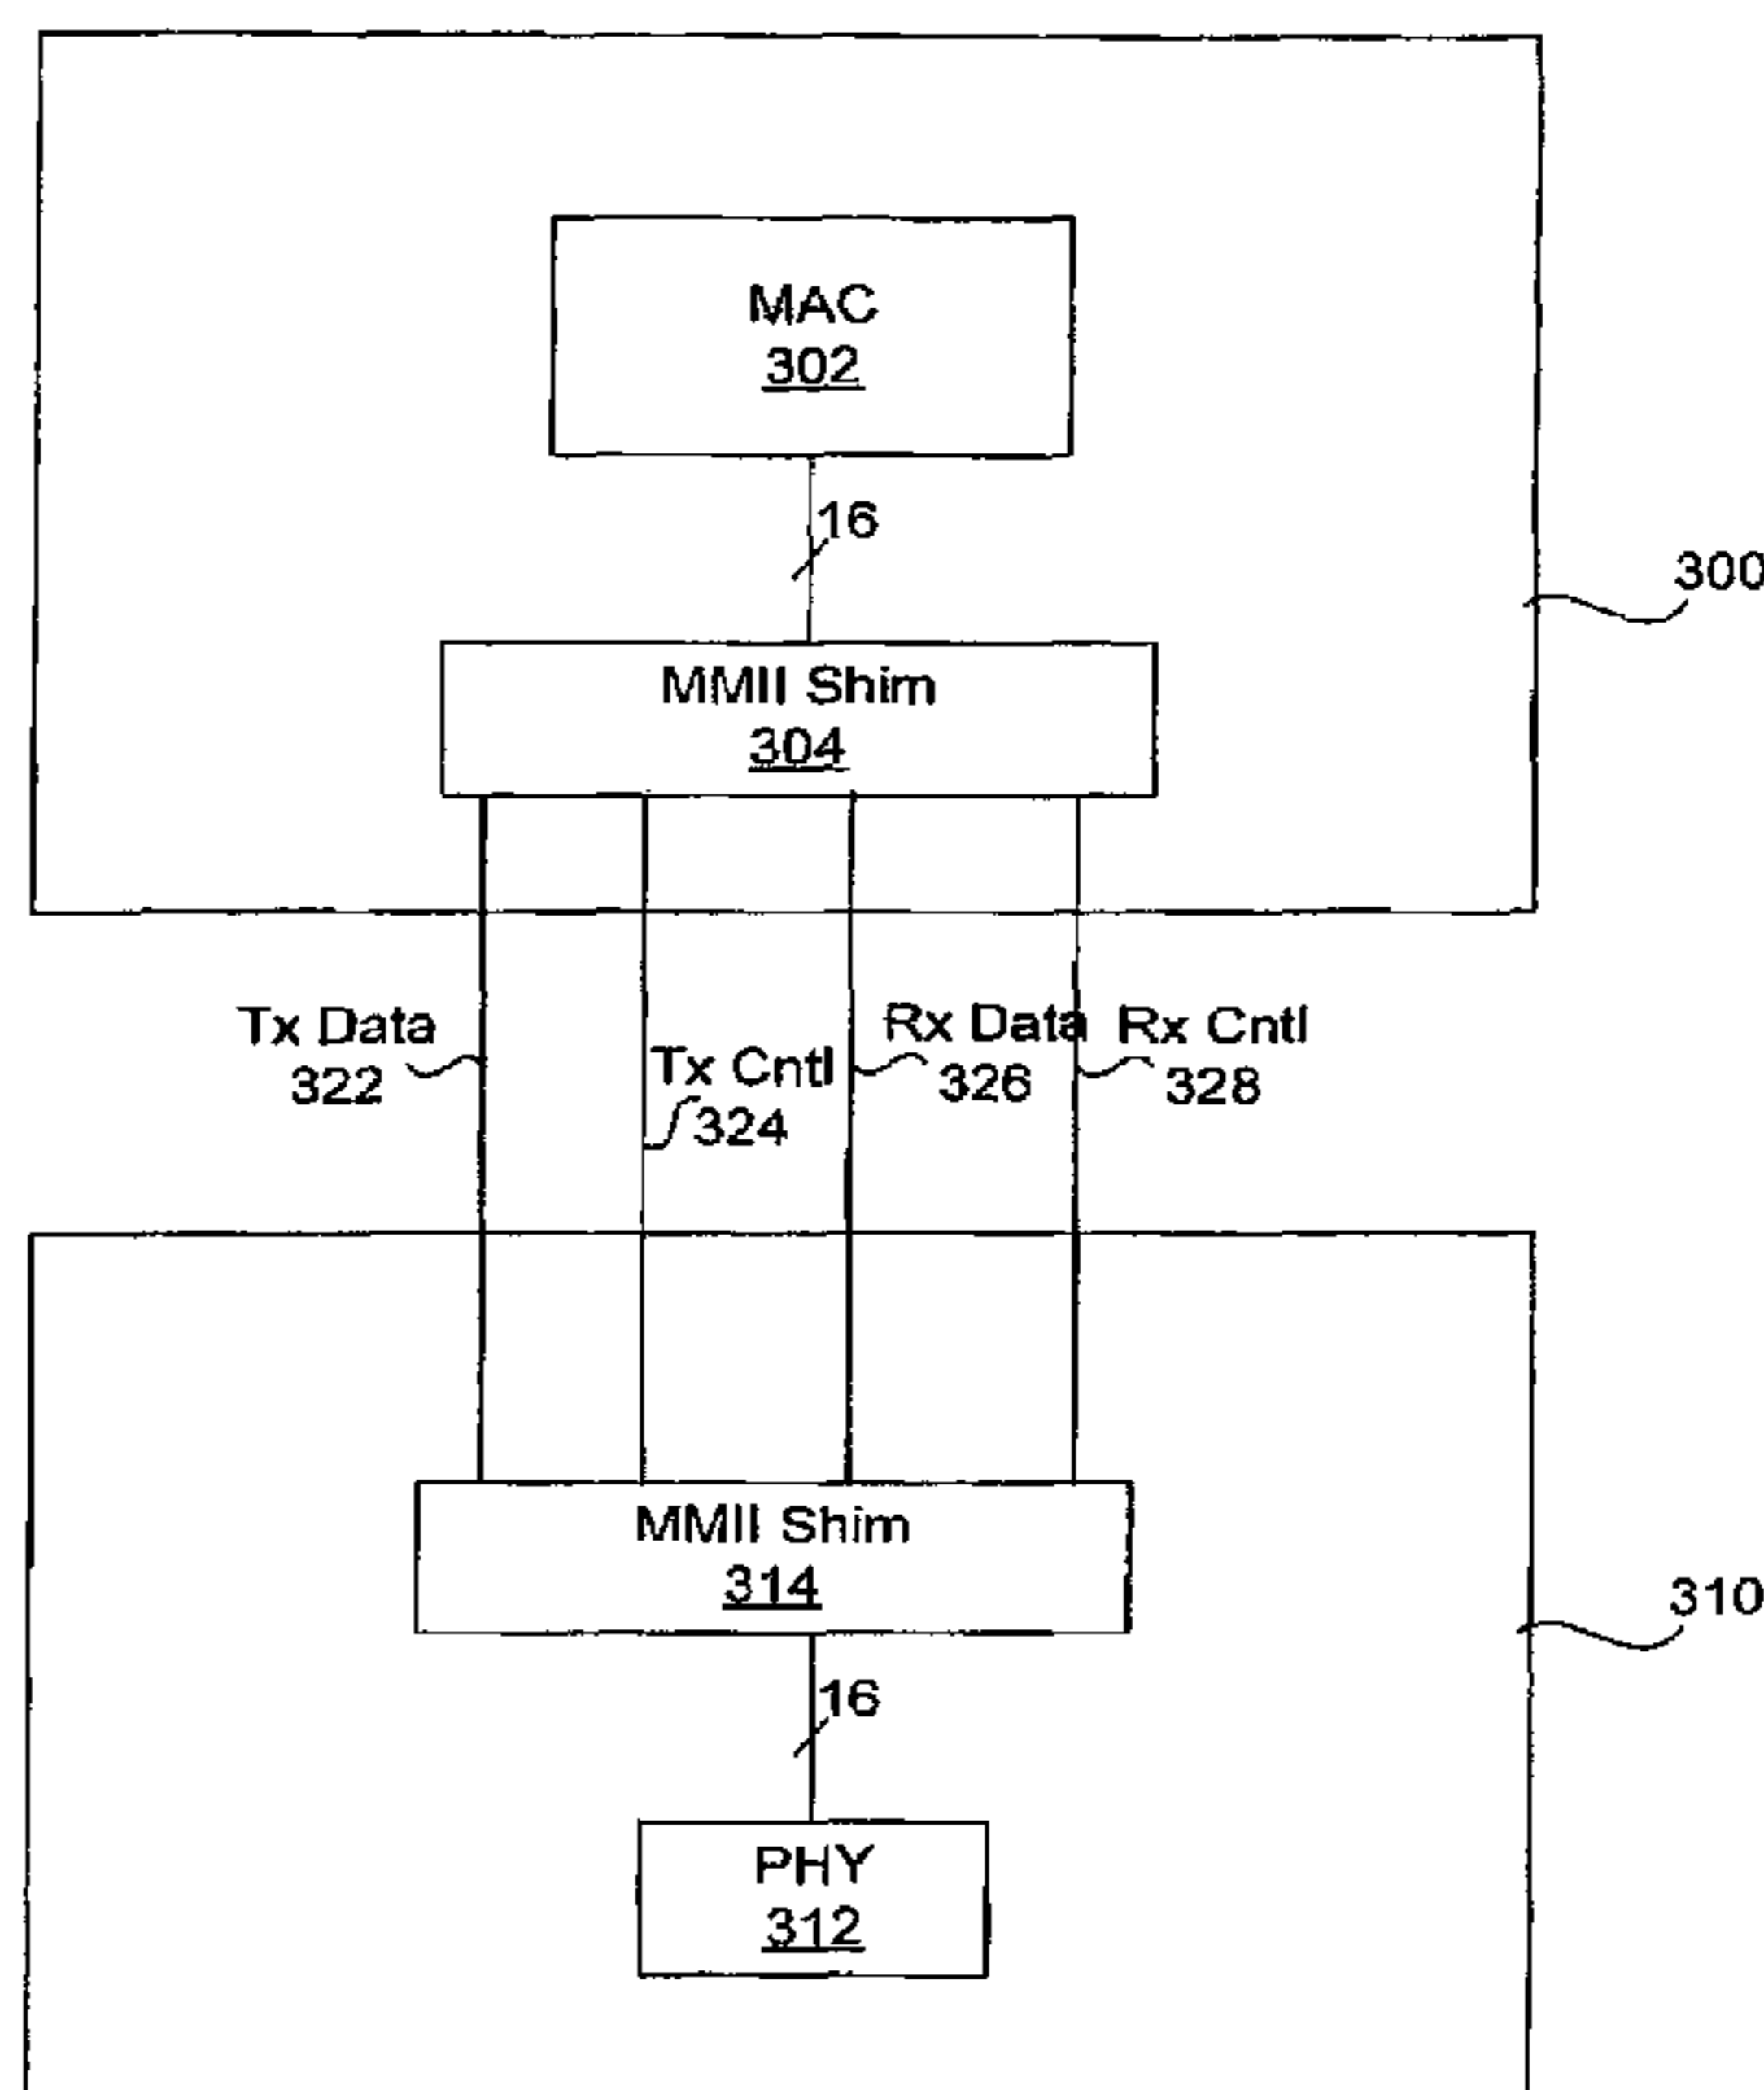 MAC
302
16
300
MMII Shim
304
Tx Data
322
Tx Cntl
324
Rx Data
326
Rx Cntl
328
MMII Shim
314
310
16
PHY
312